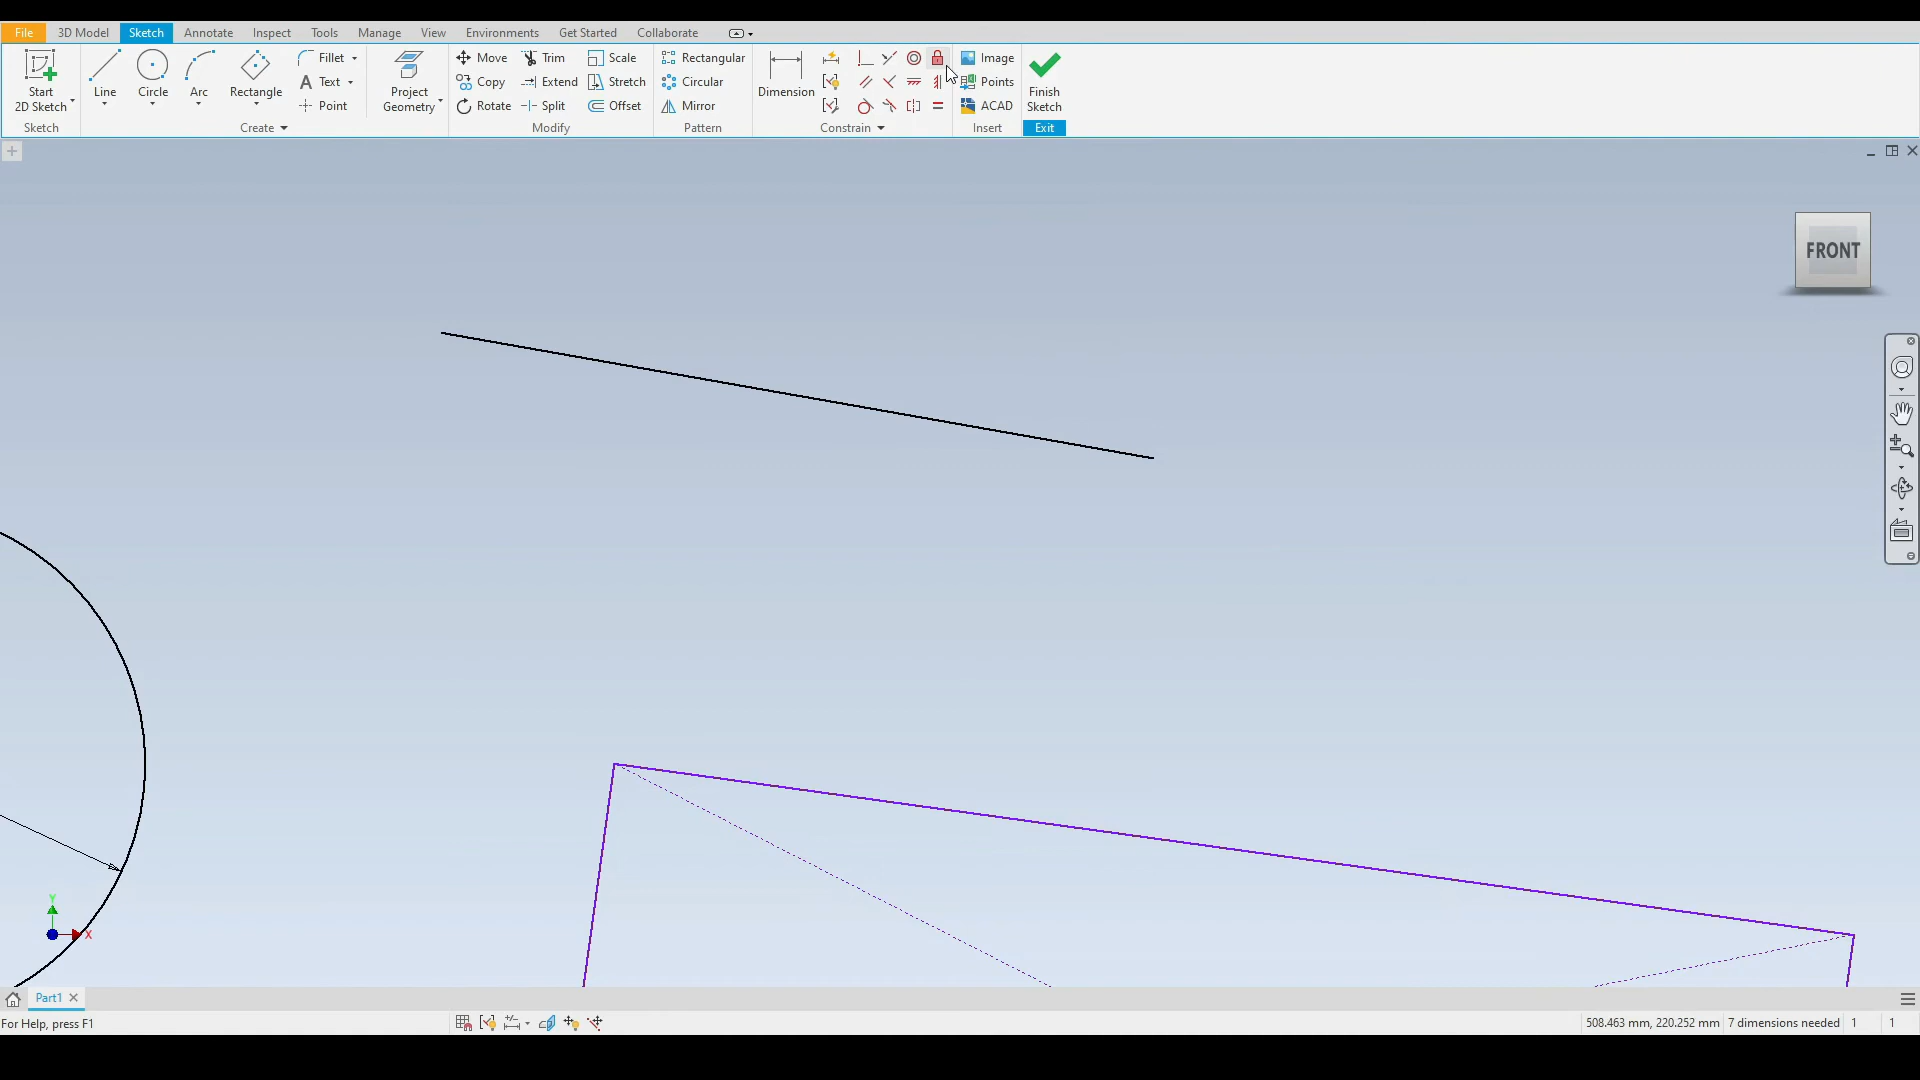 File 3D Model Sketch Annotate Inspect Tools Manage View Environments Get Started Collaborate
Start 2D Sketch
Line
Circle
Arc
Rectangle
Fillet
Text
Point
Project Geometry
Move
Copy
Rotate
Trim
Extend
Split
Scale
Stretch
Offset
Rectangular
Circular
Mirror
Dimension
Image
Points
ACAD
Finish Sketch
Sketch Create Modify Pattern Constrain Insert Exit
FRONT
Y
X
Part1
For Help, press F1
508.463 mm, 220.252 mm 7 dimensions needed 1 1